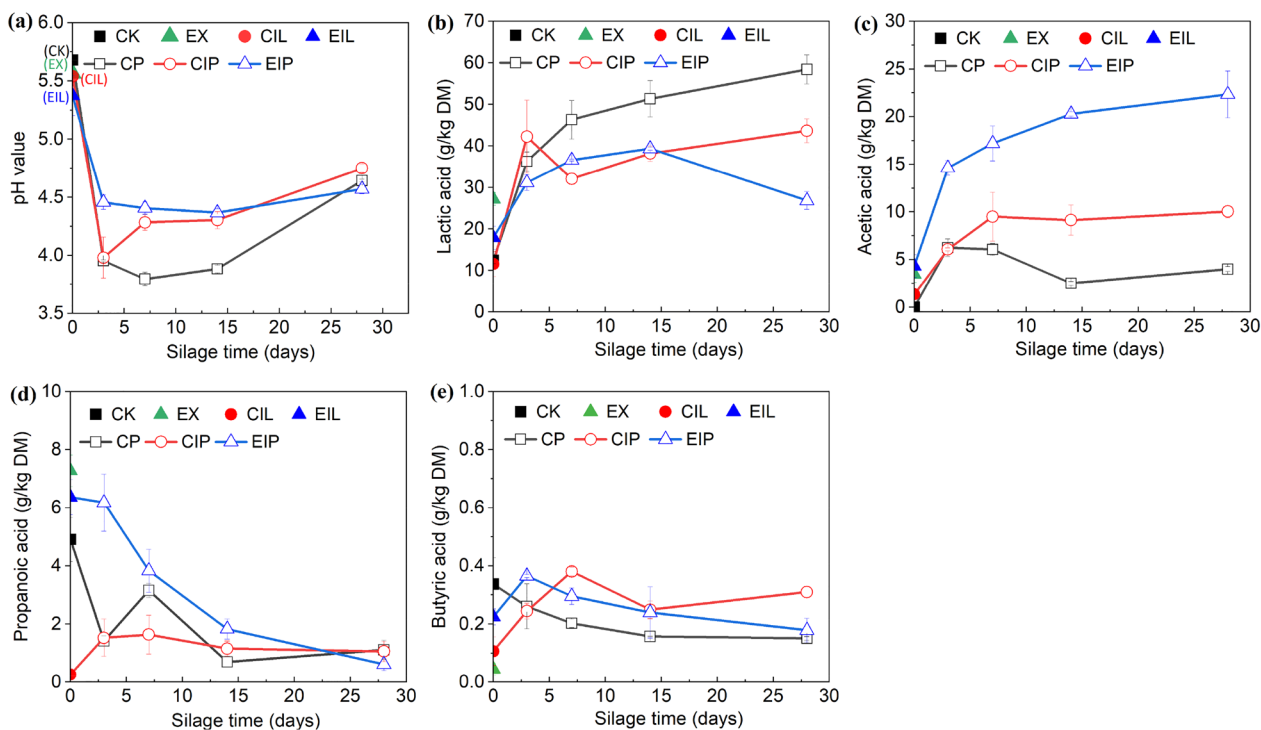 (a)
6.0
5.5
5.0
4.5
4.0
3.5
pH value
(CK)
(EX)
(CIL)
(EIL)
CK EX CIL EIL
CP CIP EIP
0 5 10 15 20 25 30
Silage time (days)
(b)
70
60
50
40
30
20
10
0
Lactic acid (g/kg DM)
CK EX
CIL EIL
CP CIP EIP
0 5 10 15 20 25 30
Silage time (days)
(c)
30
25
20
15
10
5
0
Acetic acid (g/kg DM)
CK EX CIL EIL
CP CIP EIP
0 5 10 15 20 25 30
Silage time (days)
(d)
10
8
6
4
2
0
Propanoic acid (g/kg DM)
CK EX CIL EIL
CP CIP EIP
0 5 10 15 20 25 30
Silage time (days)
(e)
1.0
0.8
0.6
0.4
0.2
0.0
Butyric acid (g/kg DM)
CK EX CIL EIL
CP CIP EIP
0 5 10 15 20 25 30
Silage time (days)